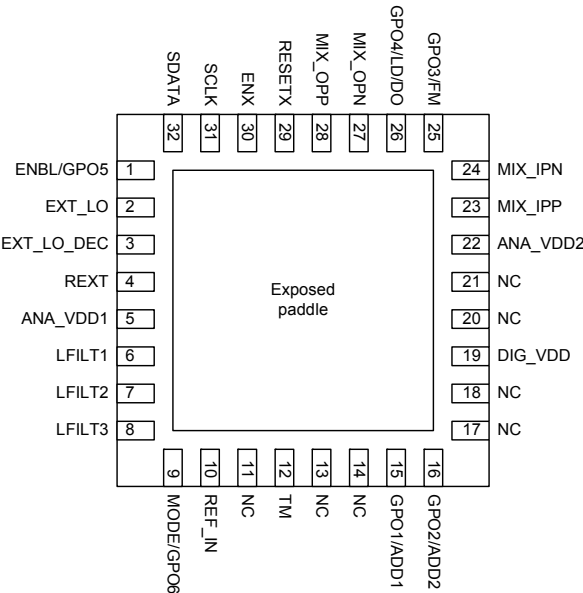 SDATA
SCLK
ENX
RESETX
MIX_OPP
MIX_OPN
GPO4/LD/DO
GPO3/FM
32
31
30
29
28
27
26
25
ENBL/GPO5 1
EXT_LO 2
EXT_LO_DEC 3
REXT 4
ANA_VDD1 5
LFILT1 6
LFILT2 7
LFILT3 8
Exposed
paddle
24 MIX_IPN
23 MIX_IPP
22 ANA_VDD2
21 NC
20 NC
19 DIG_VDD
18 NC
17 NC
9
10
11
12
13
14
15
16
MODE/GPO6
REF_IN
NC
TM
NC
NC
GPO1/ADD1
GPO2/ADD2